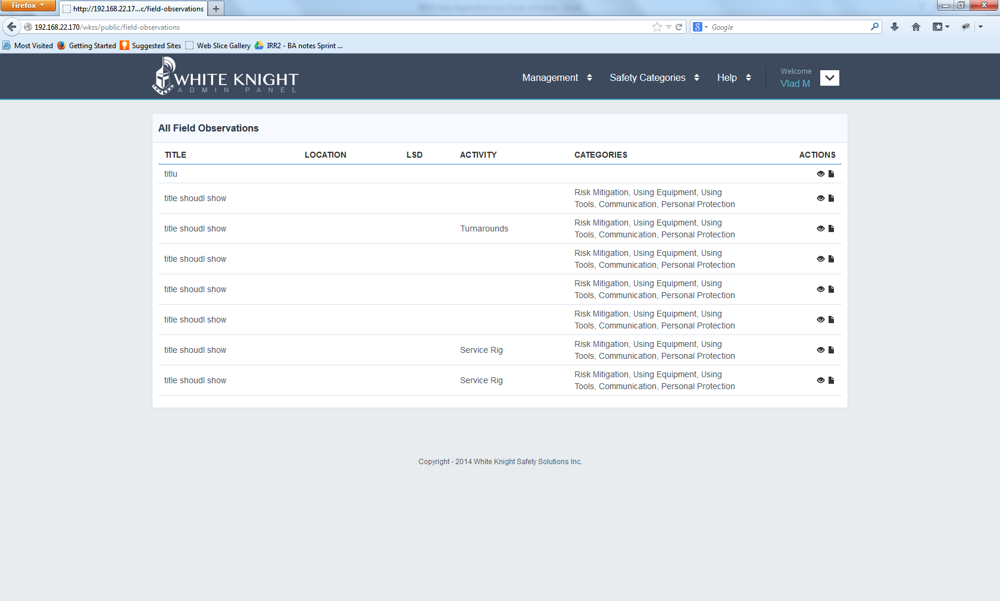 Firefox
http://192.168.22.17...c/field-observations
192.168.22.170/wkss/public/field-observations
Google
Most Visited Getting Started Suggested Sites Web Slice Gallery IRR2 - BA notes Sprint ...
WHITE KNIGHT
ADMIN PANEL
Management Safety Categories Help
Welcome
Vlad M
All Field Observations
TITLE LOCATION LSD ACTIVITY CATEGORIES ACTIONS
titlu
title shoudl show Risk Mitigation, Using Equipment, Using
Tools, Communication, Personal Protection
title shoudl show Turnarounds Risk Mitigation, Using Equipment, Using
Tools, Communication, Personal Protection
title shoudl show Risk Mitigation, Using Equipment, Using
Tools, Communication, Personal Protection
title shoudl show Risk Mitigation, Using Equipment, Using
Tools, Communication, Personal Protection
title shoudl show Risk Mitigation, Using Equipment, Using
Tools, Communication, Personal Protection
title shoudl show Service Rig Risk Mitigation, Using Equipment, Using
Tools, Communication, Personal Protection
title shoudl show Service Rig Risk Mitigation, Using Equipment, Using
Tools, Communication, Personal Protection
Copyright - 2014 White Knight Safety Solutions Inc.